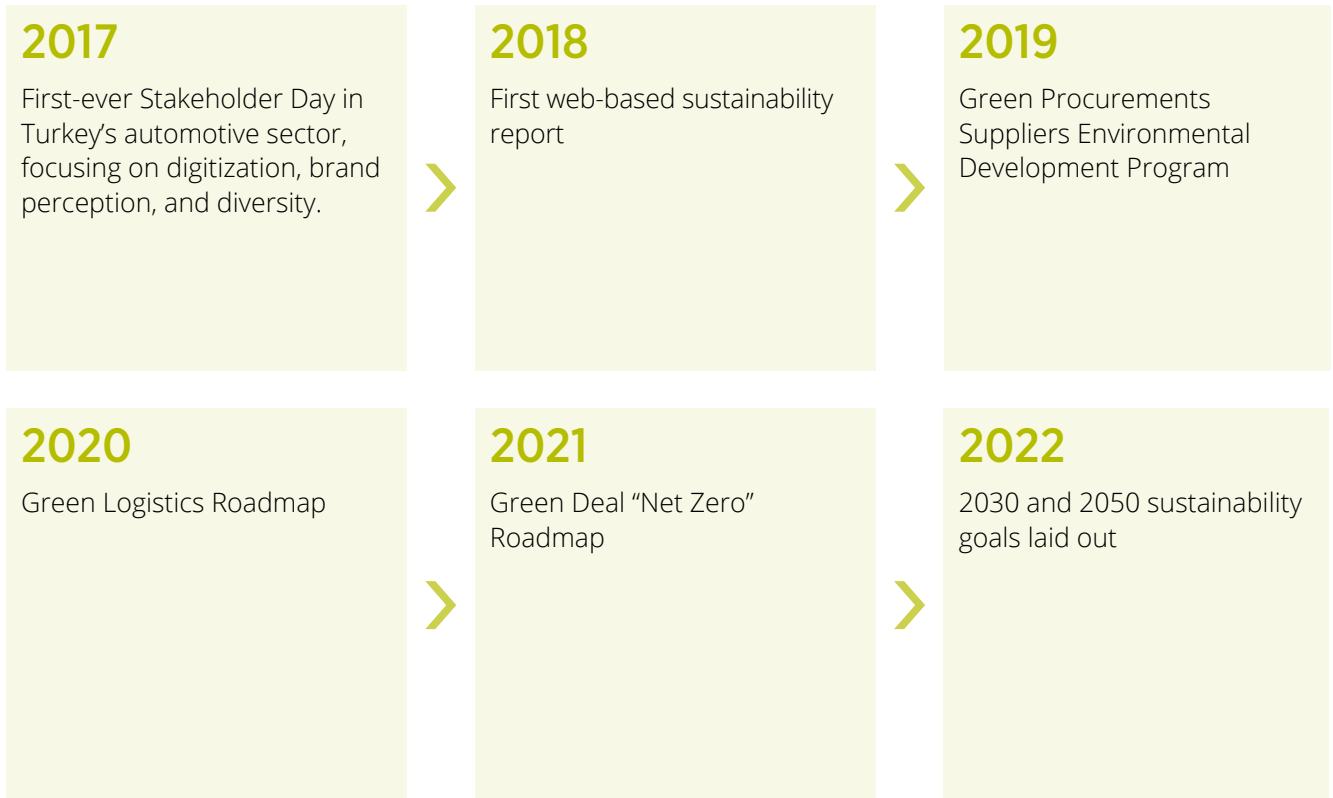 2017
First-ever Stakeholder Day in
Turkey’s automotive sector,
focusing on digitization, brand
perception, and diversity.
2018
First web-based sustainability
report
2019
Green Procurements
Suppliers Environmental
Development Program
2020
Green Logistics Roadmap
2021
Green Deal “Net Zero”
Roadmap
2022
2030 and 2050 sustainability
goals laid out